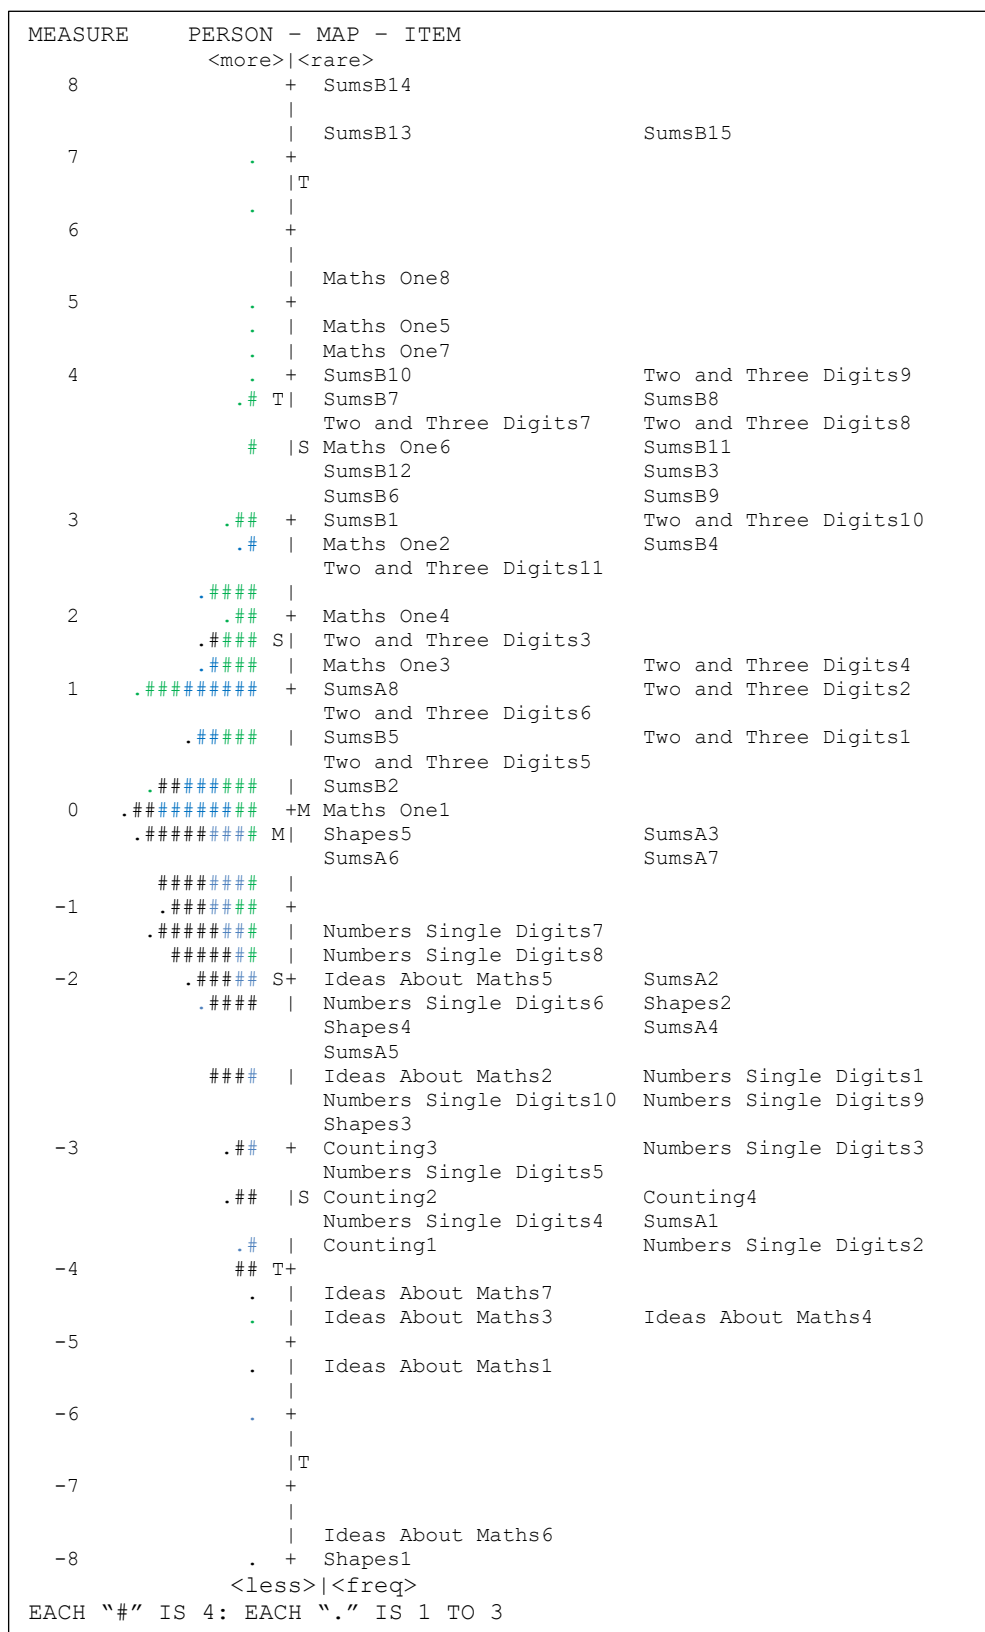 MEASURE     PERSON – MAP – ITEM
             <more>|<rare>
   8               +  SumsB14
                   |
                   |  SumsB13               SumsB15
   7            .  +
                   |T
                .  |
   6               +
                   |
                   |  Maths One8
   5            .  +
                .  |  Maths One5
                .  |  Maths One7
   4            .  +  SumsB10               Two and Three Digits9
               .# T|  SumsB7                SumsB8
                      Two and Three Digits7 Two and Three Digits8
                #  |S Maths One6            SumsB11
                      SumsB12               SumsB3
                      SumsB6                SumsB9
   3          .##  +  SumsB1                Two and Three Digits10
               .#  |  Maths One2            SumsB4
                      Two and Three Digits11
            .####  |
   2          .##  +  Maths One4
            .#### S|  Two and Three Digits3
            .####  |  Maths One3            Two and Three Digits4
   1   .#########  +  SumsA8                Two and Three Digits2
                      Two and Three Digits6
           .#####  |  SumsB5                Two and Three Digits1
                      Two and Three Digits5
        .########  |  SumsB2
   0  .##########  +M Maths One1
       .######### M|  Shapes5               SumsA3
                      SumsA6                SumsA7
         ########  |
  -1     .#######  +
        .########  |  Numbers Single Digits7
          #######  |  Numbers Single Digits8
  -2       .##### S+  Ideas About Maths5    SumsA2
            .####  |  Numbers Single Digits6 Shapes2
                      Shapes4               SumsA4
                      SumsA5
             ####  |  Ideas About Maths2    Numbers Single Digits1
                      Numbers Single Digits10 Numbers Single Digits9
                      Shapes3
  -3          .##  +  Counting3             Numbers Single Digits3
                      Numbers Single Digits5
              .##  |S Counting2             Counting4
                      Numbers Single Digits4 SumsA1
               .#  |  Counting1             Numbers Single Digits2
  -4           ## T+
                .  |  Ideas About Maths7
                .  |  Ideas About Maths3    Ideas About Maths4
  -5               +
                .  |  Ideas About Maths1
                   |
  -6            .  +
                   |
                   |T
  -7               +
                   |
                   |  Ideas About Maths6
  -8            .  +  Shapes1
              <less>|<freq>
EACH “#” IS 4: EACH “.” IS 1 TO 3